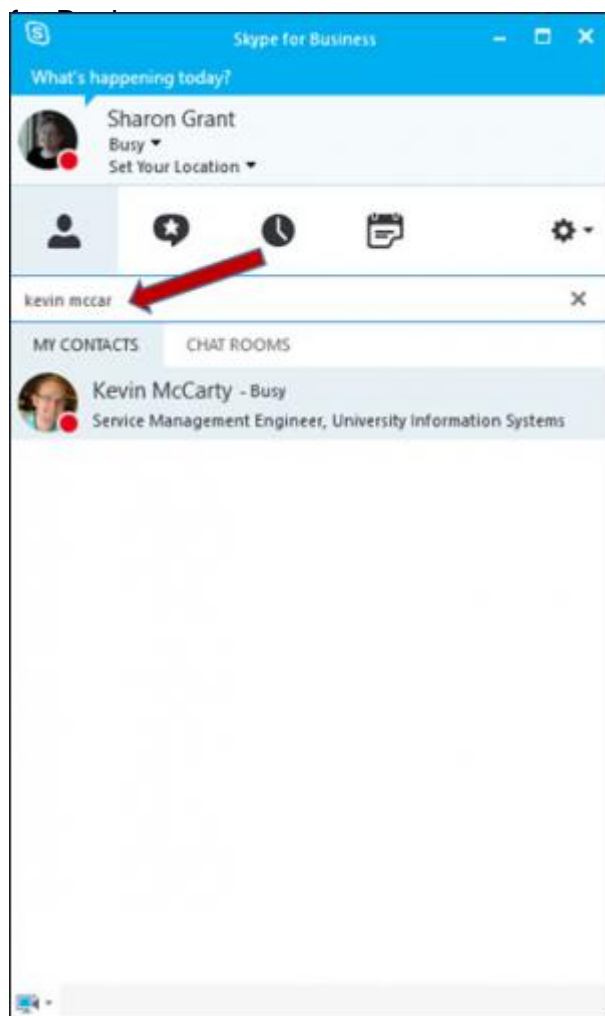 Skype for Business
What's happening today?
Sharon Grant
Busy
Set Your Location
kevin mccar
MY CONTACTS CHAT ROOMS
Kevin McCarty - Busy
Service Management Engineer, University Information Systems